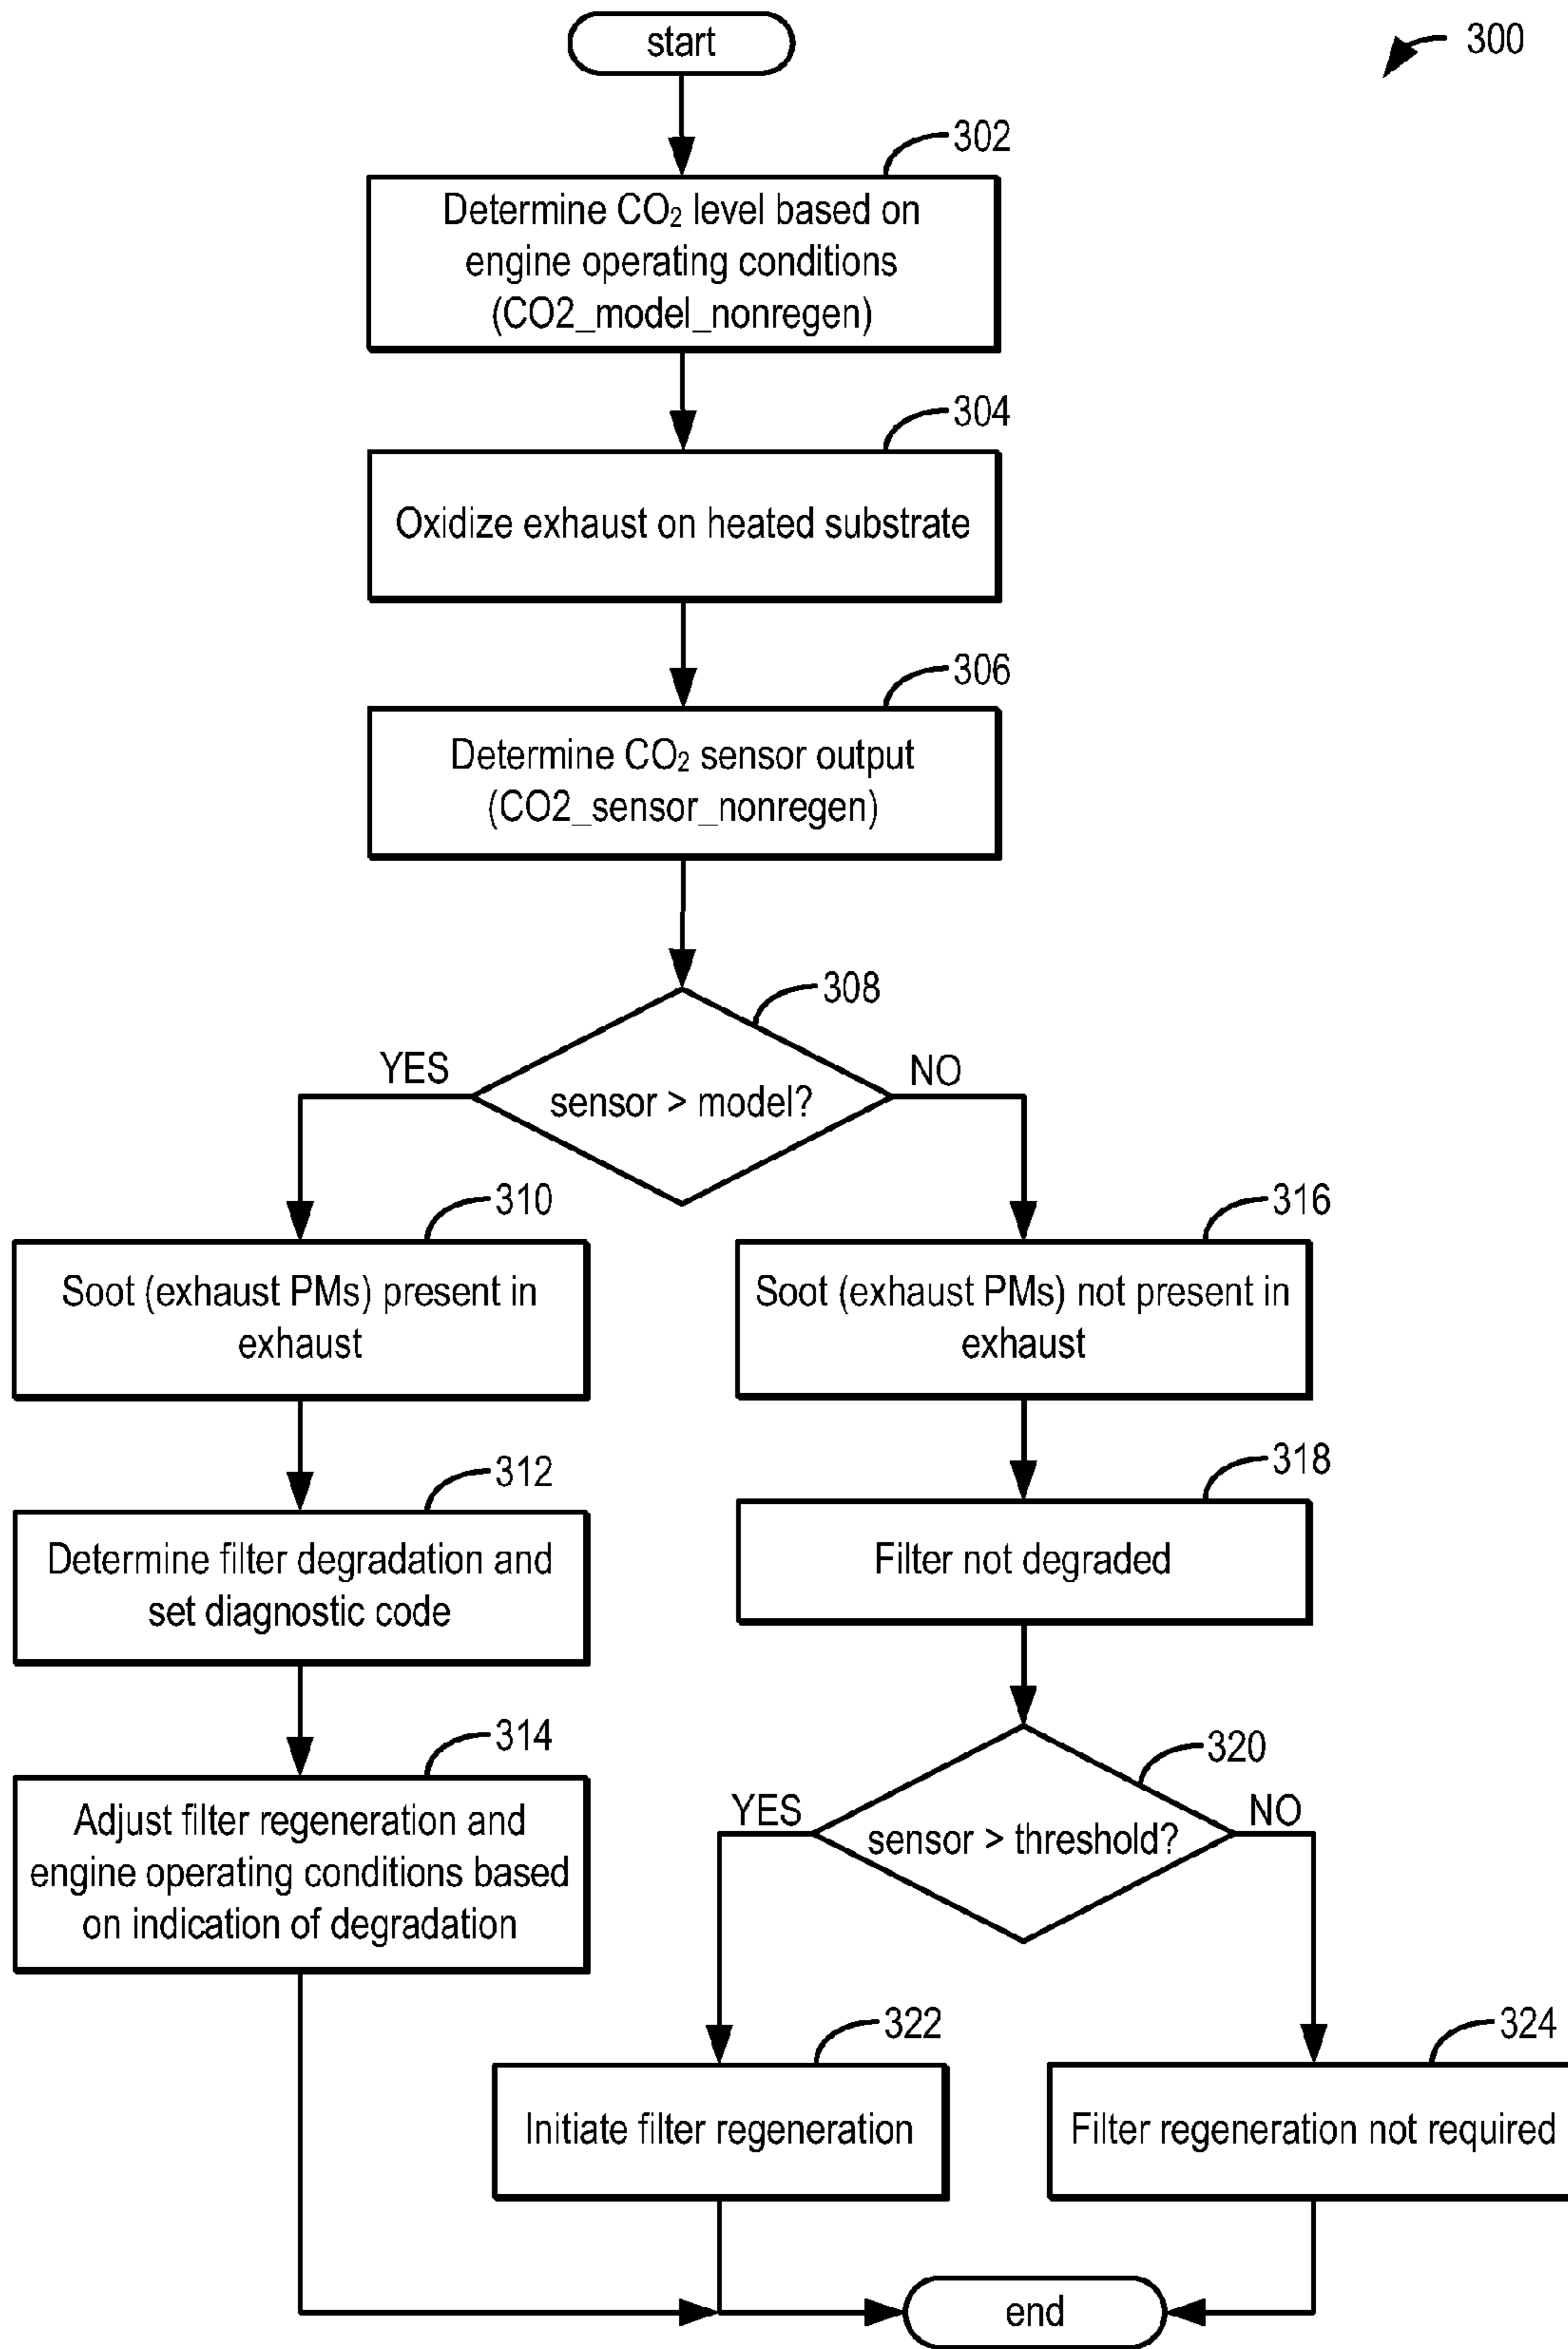 start
300
302
Determine CO₂ level based on
engine operating conditions
(CO2_model_nonregen)
304
Oxidize exhaust on heated substrate
306
Determine CO₂ sensor output
(CO2_sensor_nonregen)
308
YES
NO
sensor > model?
310
Soot (exhaust PMs) present in
exhaust
316
Soot (exhaust PMs) not present in
exhaust
312
Determine filter degradation and
set diagnostic code
318
Filter not degraded
314
Adjust filter regeneration and
engine operating conditions based
on indication of degradation
320
YES
NO
sensor > threshold?
322
Initiate filter regeneration
324
Filter regeneration not required
end